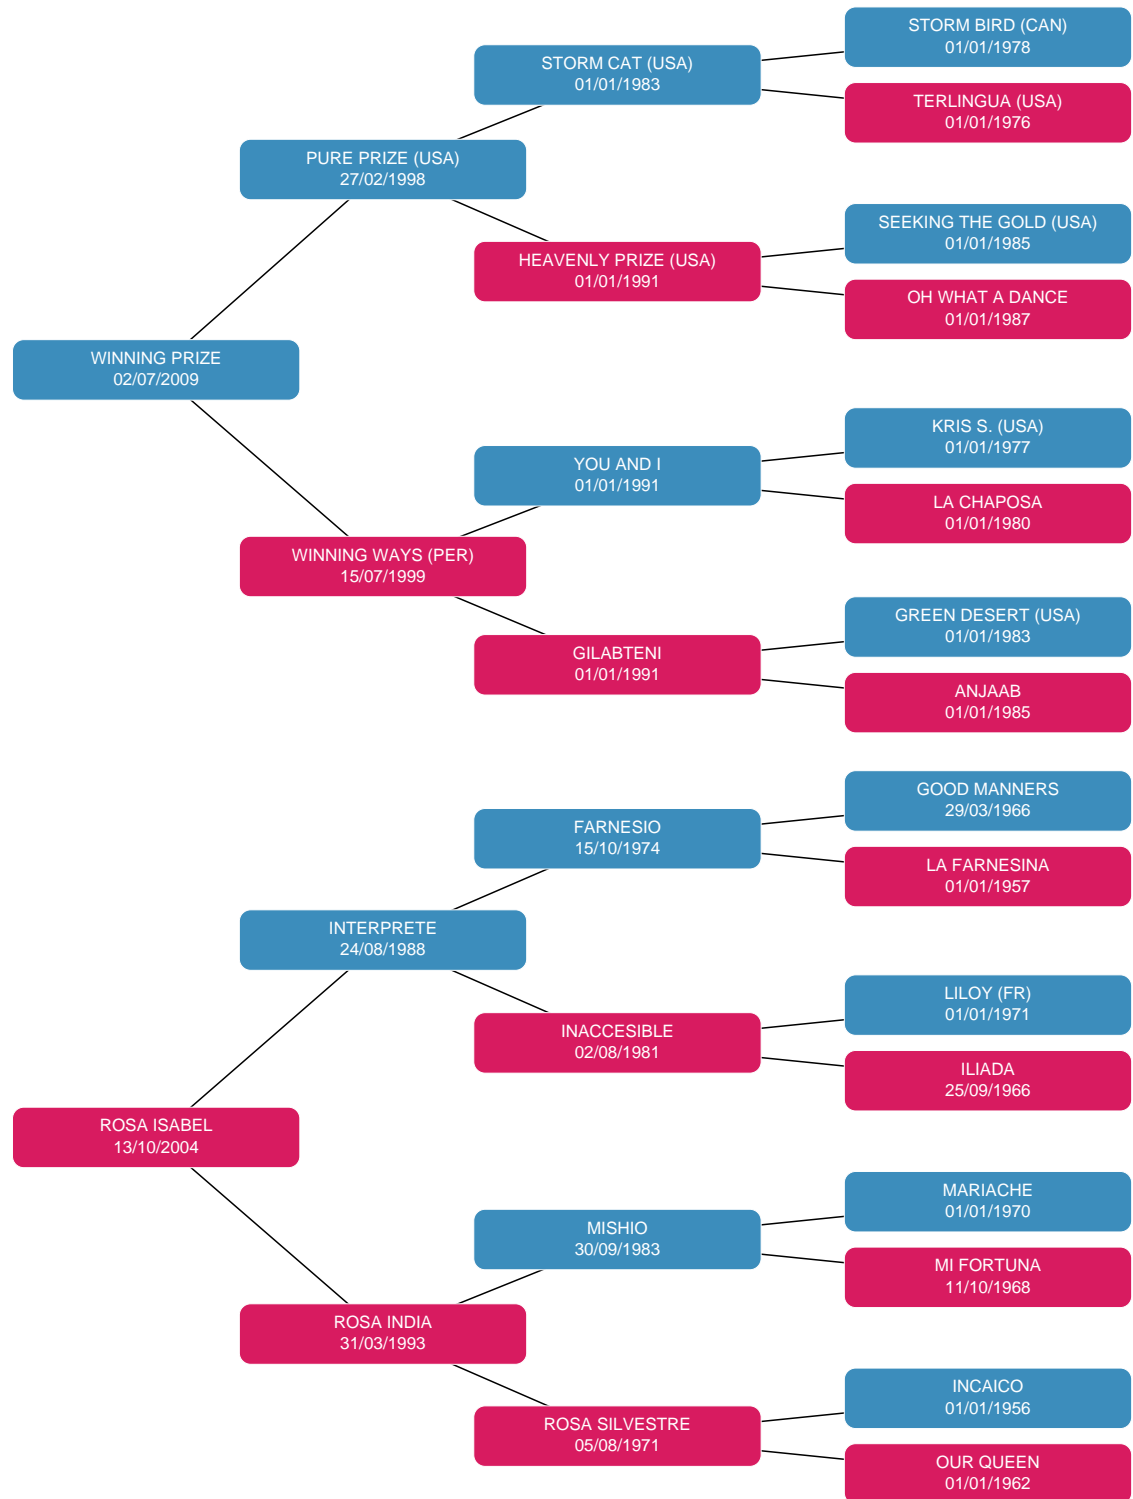 STORM BIRD (CAN)
01/01/1978
STORM CAT (USA)
01/01/1983
TERLINGUA (USA)
01/01/1976
PURE PRIZE (USA)
27/02/1998
SEEKING THE GOLD (USA)
01/01/1985
HEAVENLY PRIZE (USA)
01/01/1991
OH WHAT A DANCE
01/01/1987
WINNING PRIZE
02/07/2009
KRIS S. (USA)
01/01/1977
YOU AND I
01/01/1991
LA CHAPOSA
01/01/1980
WINNING WAYS (PER)
15/07/1999
GREEN DESERT (USA)
01/01/1983
GILABTENI
01/01/1991
ANJAAB
01/01/1985
GOOD MANNERS
29/03/1966
FARNESIO
15/10/1974
LA FARNESINA
01/01/1957
INTERPRETE
24/08/1988
LILOY (FR)
01/01/1971
INACCESIBLE
02/08/1981
ILIADA
25/09/1966
ROSA ISABEL
13/10/2004
MARIACHE
01/01/1970
MISHIO
30/09/1983
MI FORTUNA
11/10/1968
ROSA INDIA
31/03/1993
INCAICO
01/01/1956
ROSA SILVESTRE
05/08/1971
OUR QUEEN
01/01/1962